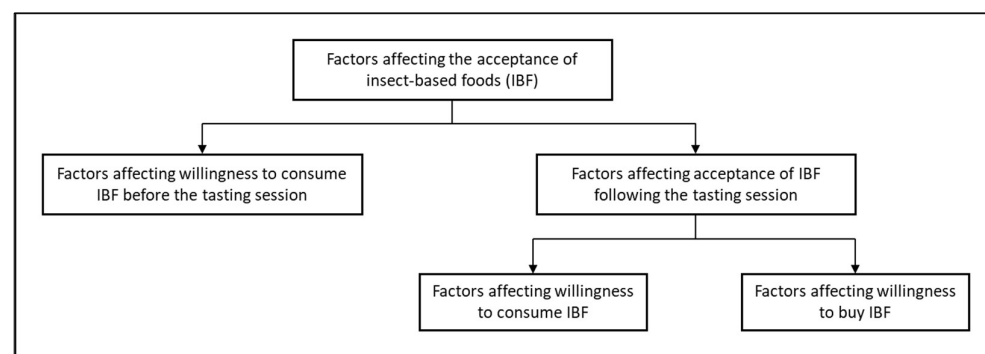 Factors affecting the acceptance of
insect-based foods (IBF)
Factors affecting willingness to consume
IBF before the tasting session
Factors affecting acceptance of IBF
following the tasting session
Factors affecting willingness
to consume IBF
Factors affecting willingness
to buy IBF